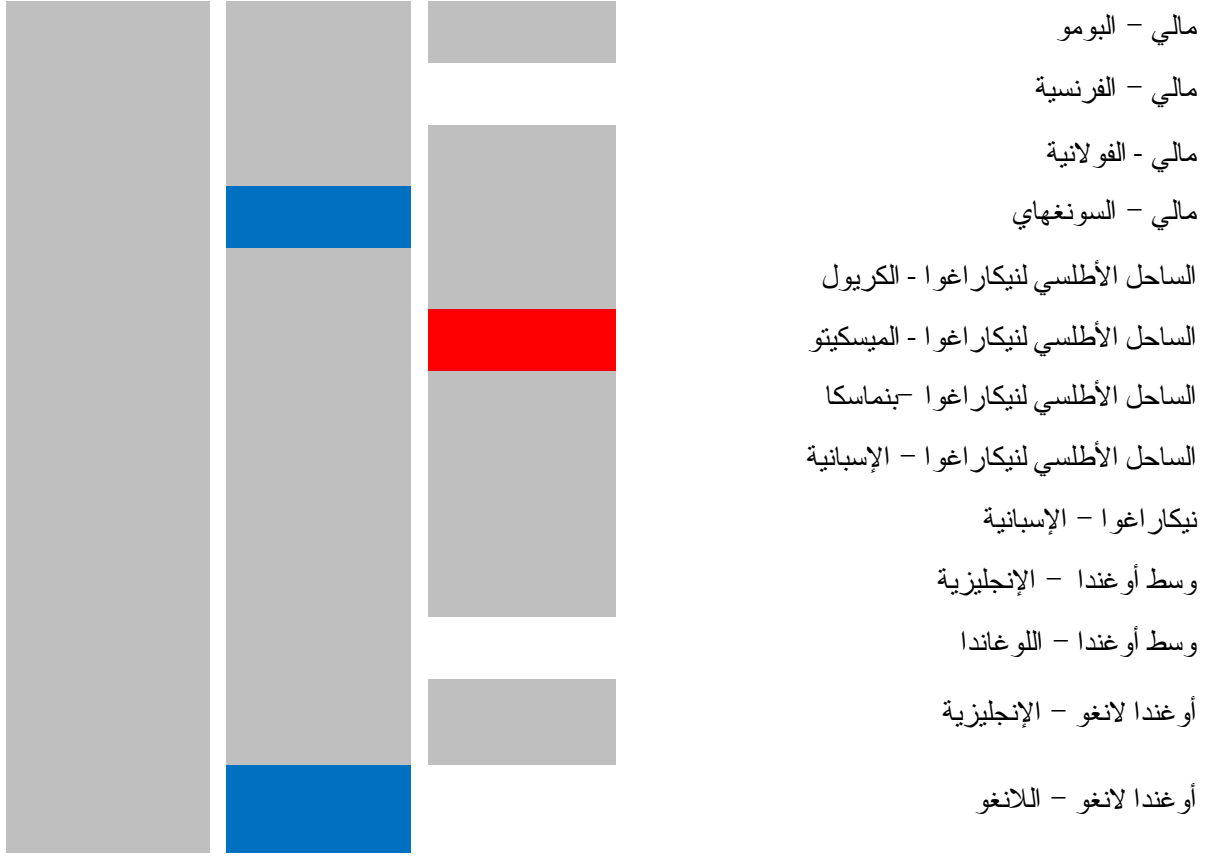 مالي – البومو
مالي – الفرنسية
مالي - الفولانية
مالي – السونغهاي
الساحل الأطلسي لنيكاراغوا - الكريول
الساحل الأطلسي لنيكاراغوا - الميسكيتو
الساحل الأطلسي لنيكاراغوا –بنماسكا
الساحل الأطلسي لنيكاراغوا – الإسبانية
نيكاراغوا – الإسبانية
وسط أوغندا – الإنجليزية
وسط أوغندا – اللوغاندا
أوغندا لانغو – الإنجليزية
أوغندا لانغو – اللانغو